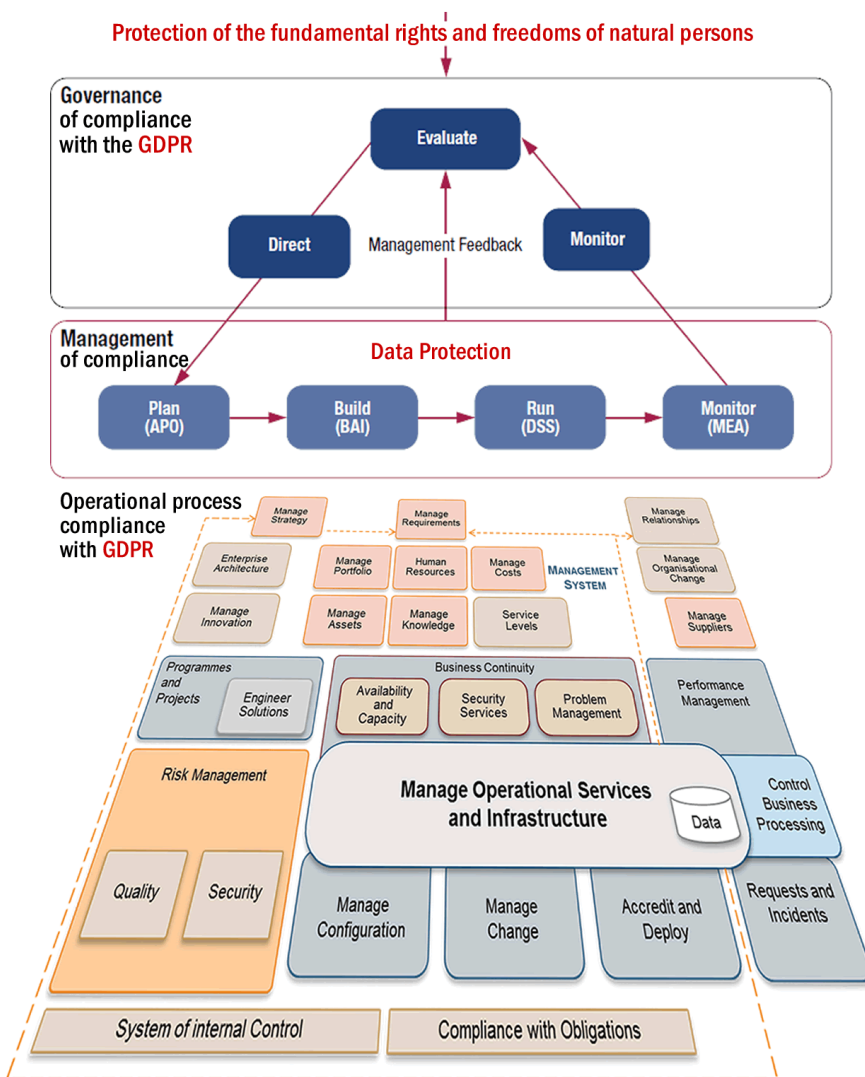 Protection of the fundamental rights and freedoms of natural persons
Governance
of compliance
with the GDPR
Evaluate
Direct
Management Feedback
Monitor
Management
of compliance
Data Protection
Plan
(APO)
Build
(BAI)
Run
(DSS)
Monitor
(MEA)
Operational process
compliance
with GDPR
Manage
Strategy
Manage
Requirements
Manage
Relationships
Enterprise
Architecture
Manage
Portfolio
Human
Resources
Manage
Costs
MANAGEMENT
SYSTEM
Manage
Organisational
Change
Manage
Innovation
Manage
Assets
Manage
Knowledge
Service
Levels
Manage
Suppliers
Programmes
and
Projects
Engineer
Solutions
Business Continuity
Availability
and
Capacity
Security
Services
Problem
Management
Performance
Management
Risk Management
Quality
Security
Manage Operational Services
and Infrastructure
Data
Control
Business
Processing
Manage
Configuration
Manage
Change
Accredit and
Deploy
Requests and
Incidents
System of internal Control
Compliance with Obligations